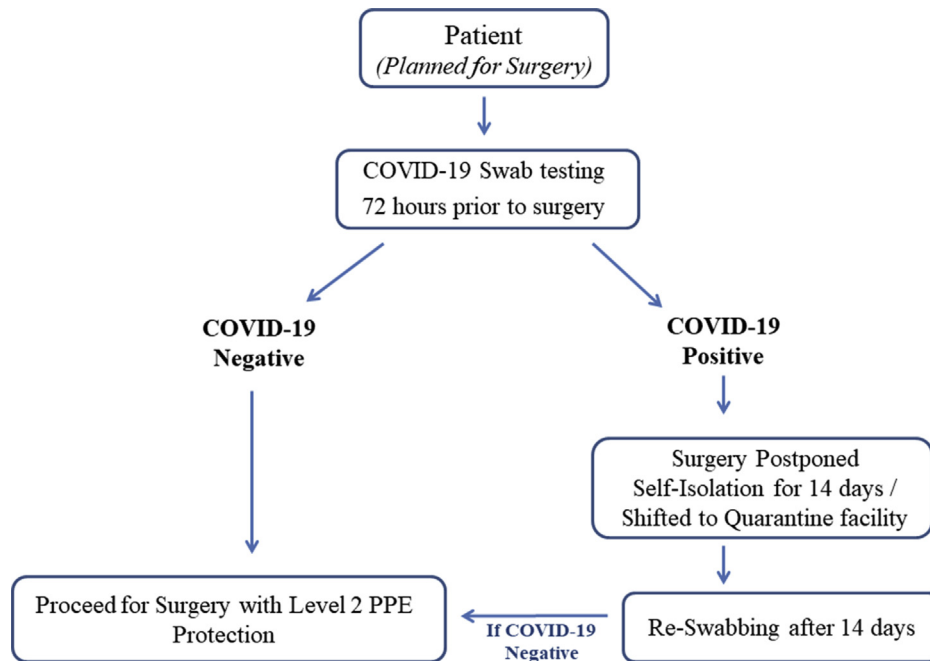 Patient
(Planned for Surgery)
COVID-19 Swab testing
72 hours prior to surgery
COVID-19
Negative
COVID-19
Positive
Surgery Postponed
Self-Isolation for 14 days /
Shifted to Quarantine facility
Proceed for Surgery with Level 2 PPE
Protection
If COVID-19
Negative
Re-Swabbing after 14 days